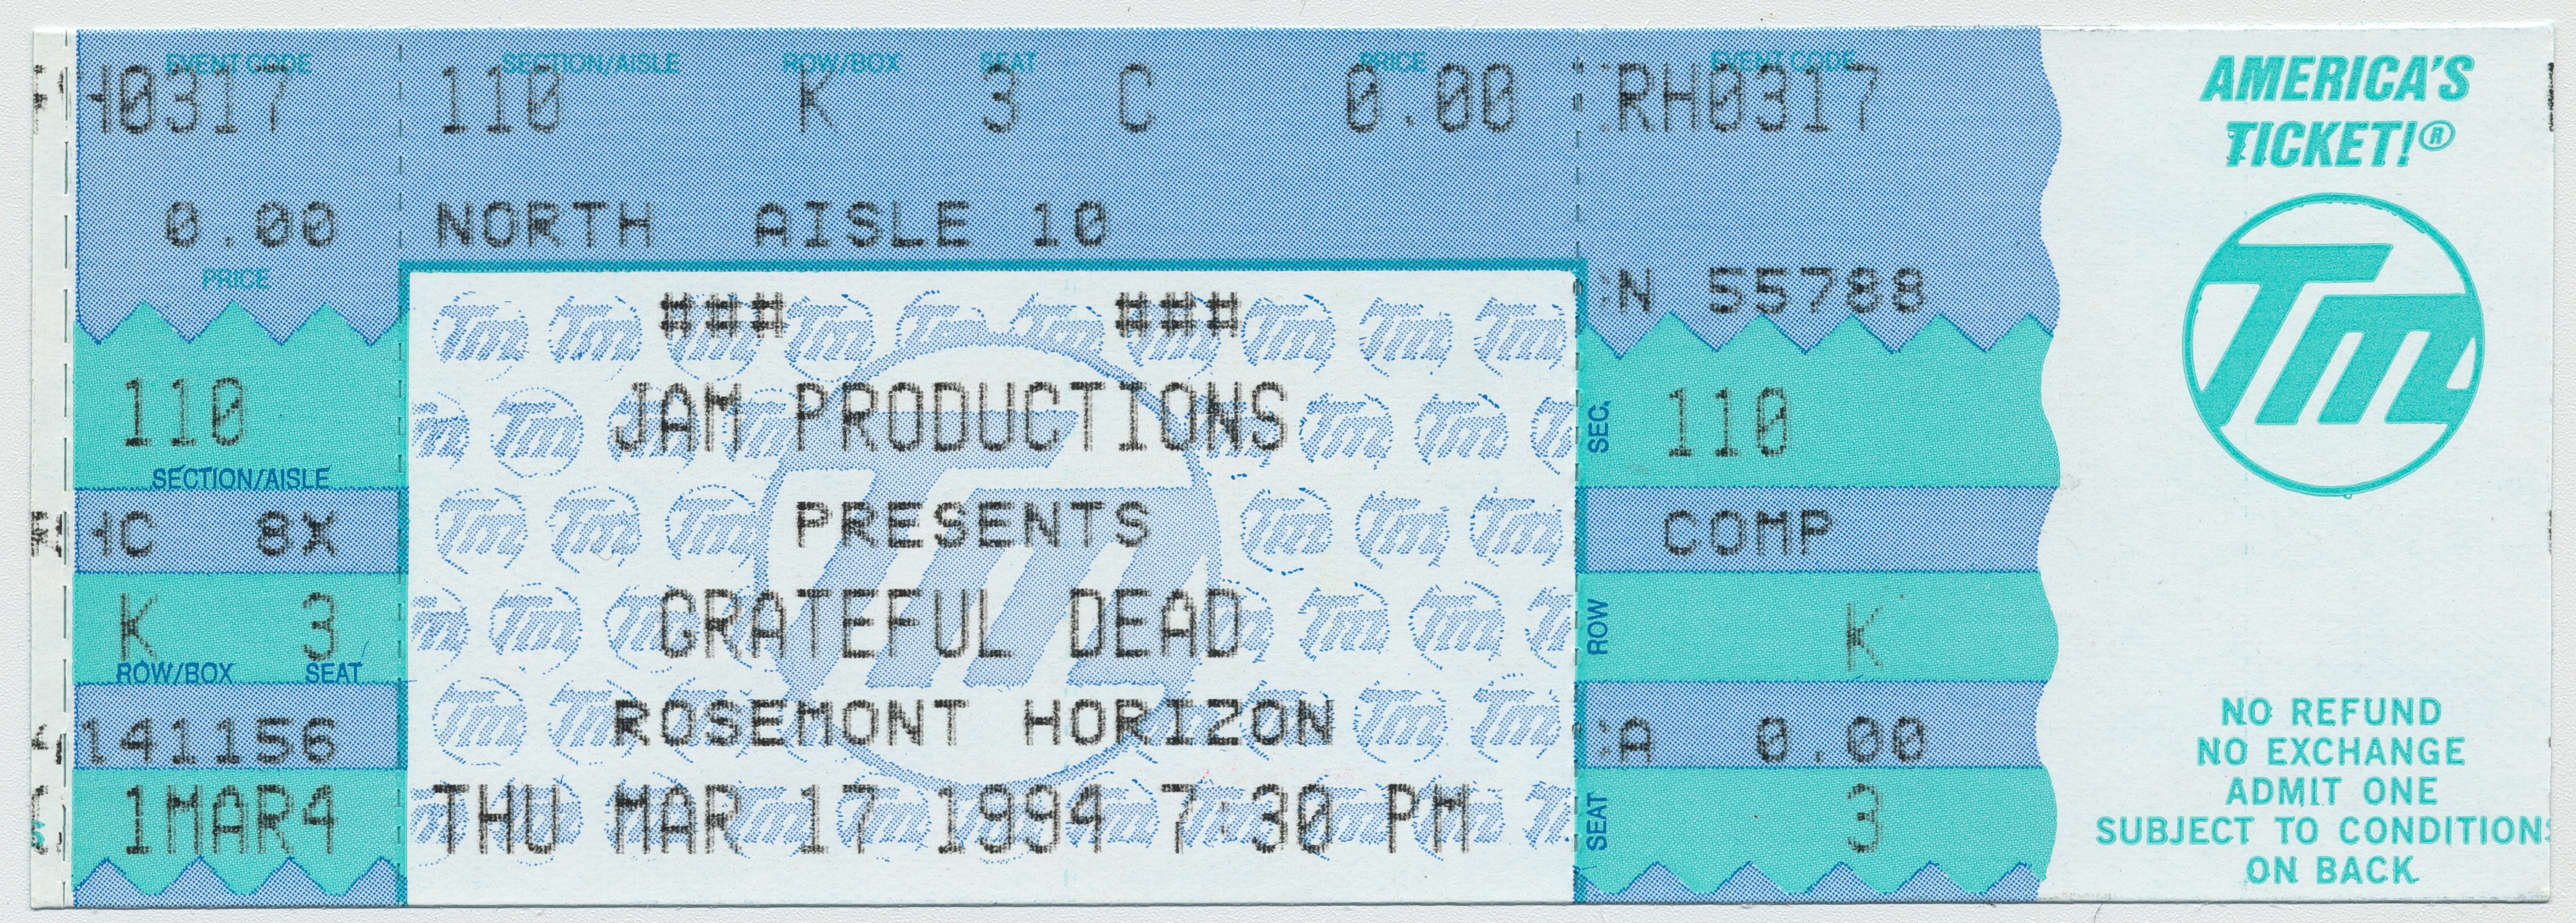 EVENT CODE
H0317
0.00
PRICE
110
SECTION/AISLE
HC 8X
K 3
ROW/BOX SEAT
141156
1MAR4
SECTION/AISLE ROW/BOX SEAT PRICE
110 K 3 C 0.00
NORTH AISLE 10
### ###
JAM PRODUCTIONS
PRESENTS
GRATEFUL DEAD
ROSEMONT HORIZON
THU MAR 17 1994 7:30 PM
EVENT CODE
RH0317
N 55788
SEC. 110
COMP
ROW K
A 0.00
SEAT 3
AMERICA'S
TICKET!®
Tm
NO REFUND
NO EXCHANGE
ADMIT ONE
SUBJECT TO CONDITIONS
ON BACK